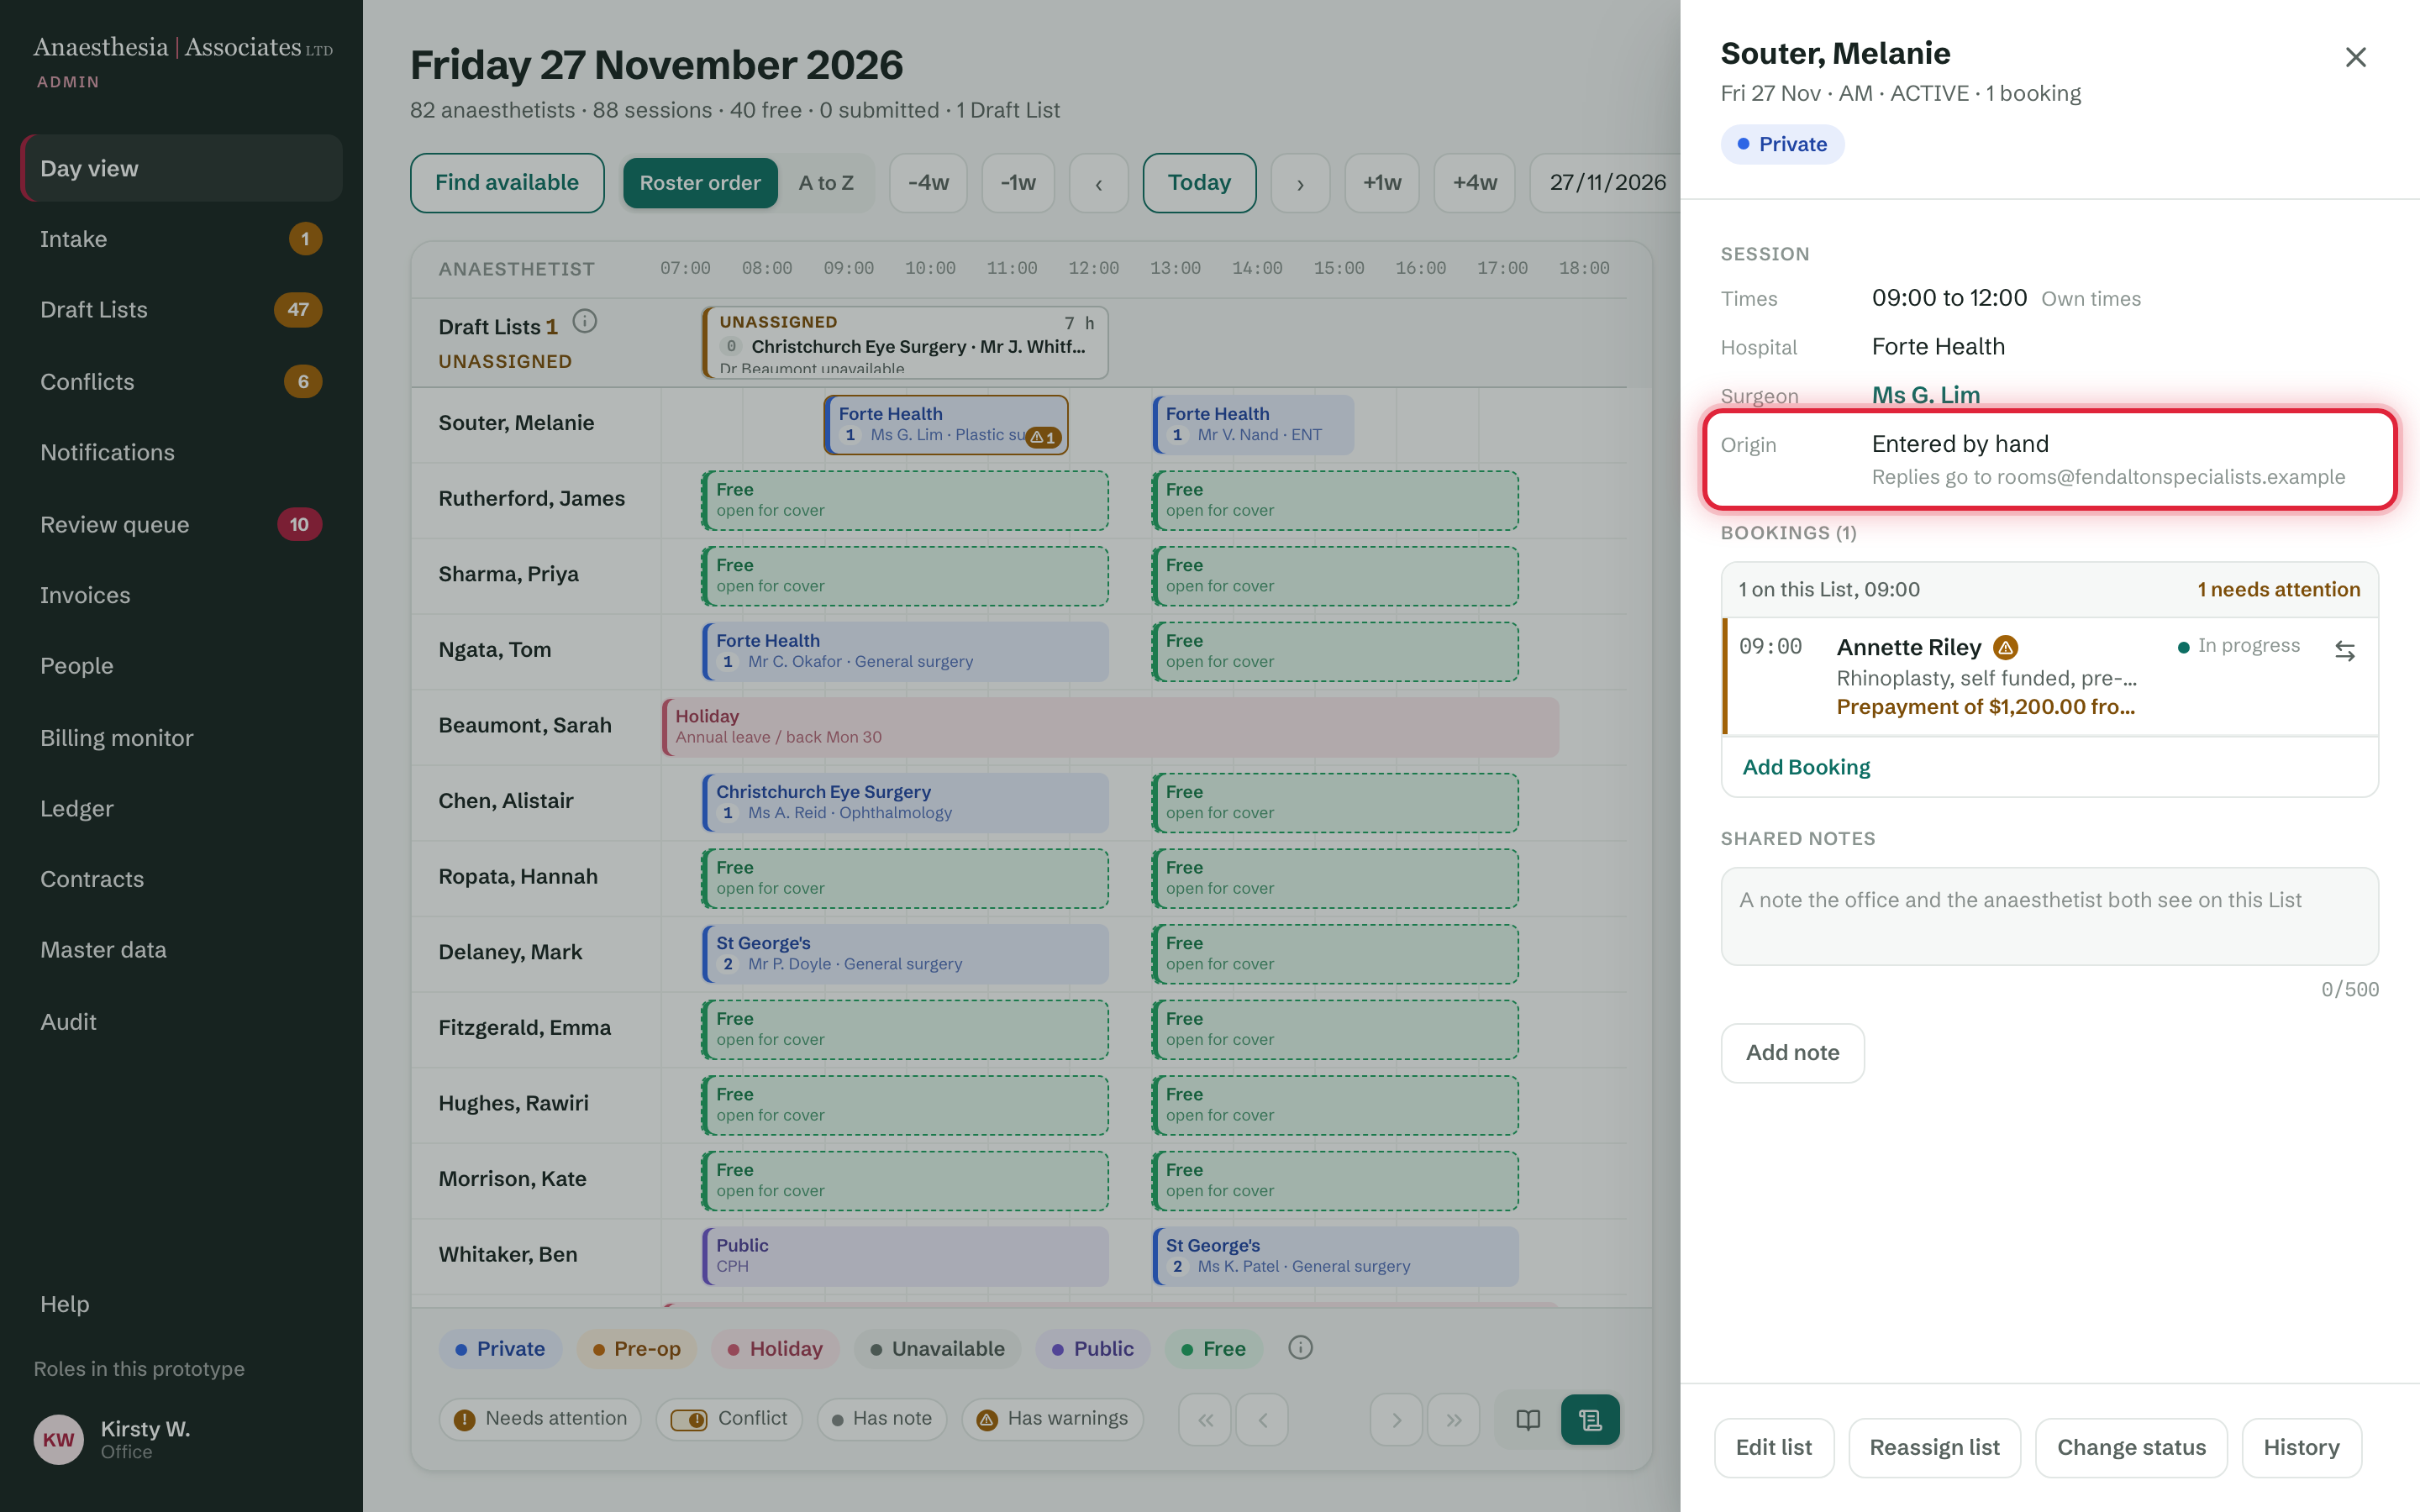 Anaesthesia | Associates LTD
ADMIN
Day view
Intake 1
Draft Lists 47
Conflicts 6
Notifications
Review queue 10
Invoices
People
Billing monitor
Ledger
Contracts
Master data
Audit
Help
Roles in this prototype
KW
Kirsty W.
Office
Friday 27 November 2026
82 anaesthetists · 88 sessions · 40 free · 0 submitted · 1 Draft List
Find available Roster order A to Z -4w -1w ‹ Today › +1w +4w 27/11/2026
ANAESTHETIST 07:00 08:00 09:00 10:00 11:00 12:00 13:00 14:00 15:00 16:00 17:00 18:00
Draft Lists 1
UNASSIGNED
UNASSIGNED 7 h
0 Christchurch Eye Surgery · Mr J. Whitf...
Dr Beaumont unavailable
Souter, Melanie
Forte Health
1 Ms G. Lim · Plastic su 1
Forte Health
1 Mr V. Nand · ENT
Rutherford, James
Free
open for cover
Free
open for cover
Sharma, Priya
Free
open for cover
Free
open for cover
Ngata, Tom
Forte Health
1 Mr C. Okafor · General surgery
Free
open for cover
Beaumont, Sarah
Holiday
Annual leave / back Mon 30
Chen, Alistair
Christchurch Eye Surgery
1 Ms A. Reid · Ophthalmology
Free
open for cover
Ropata, Hannah
Free
open for cover
Free
open for cover
Delaney, Mark
St George's
2 Mr P. Doyle · General surgery
Free
open for cover
Fitzgerald, Emma
Free
open for cover
Free
open for cover
Hughes, Rawiri
Free
open for cover
Free
open for cover
Morrison, Kate
Free
open for cover
Free
open for cover
Whitaker, Ben
Public
CPH
St George's
2 Ms K. Patel · General surgery
Private Pre-op Holiday Unavailable Public Free
Needs attention Conflict Has note Has warnings « ‹ › »
Souter, Melanie
Fri 27 Nov · AM · ACTIVE · 1 booking
Private
SESSION
Times 09:00 to 12:00 Own times
Hospital Forte Health
Surgeon Ms G. Lim
Origin Entered by hand
Replies go to rooms@fendaltonspecialists.example
BOOKINGS (1)
1 on this List, 09:00 1 needs attention
09:00 Annette Riley In progress
Rhinoplasty, self funded, pre-...
Prepayment of $1,200.00 fro...
Add Booking
SHARED NOTES
A note the office and the anaesthetist both see on this List
0/500
Add note
Edit list Reassign list Change status History